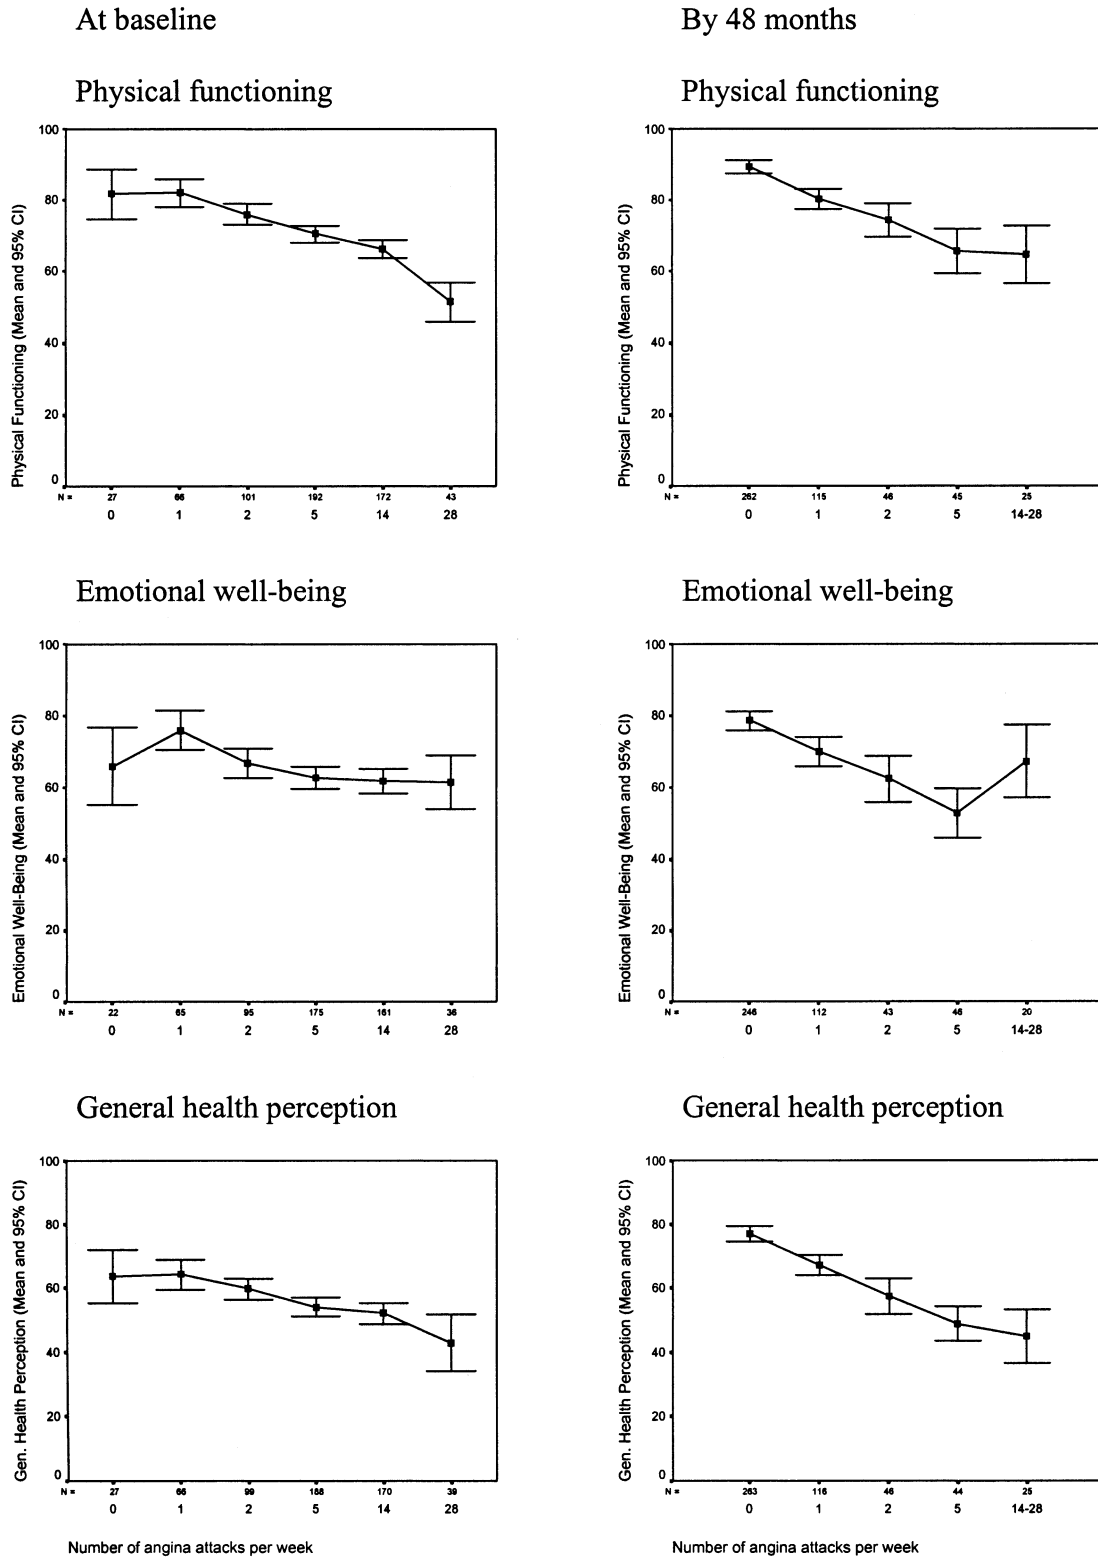 At baseline
By 48 months
Physical functioning
Physical functioning
Physical Functioning (Mean and 95% CI)
100
80
60
40
20
0
N = 27 66 101 192 172 43
0 1 2 5 14 28
Physical Functioning (Mean and 95% CI)
100
80
60
40
20
0
N = 262 115 46 45 25
0 1 2 5 14-28
Emotional well-being
Emotional well-being
Emotional Well-Being (Mean and 95% CI)
100
80
60
40
20
0
N = 22 65 95 175 161 36
0 1 2 5 14 28
Emotional Well-Being (Mean and 95% CI)
100
80
60
40
20
0
N = 246 112 43 46 20
0 1 2 5 14-28
General health perception
General health perception
Gen. Health Perception (Mean and 95% CI)
100
80
60
40
20
0
N = 27 66 99 188 170 39
0 1 2 5 14 28
Number of angina attacks per week
Gen. Health Perception (Mean and 95% CI)
100
80
60
40
20
0
N = 263 116 46 44 25
0 1 2 5 14-28
Number of angina attacks per week